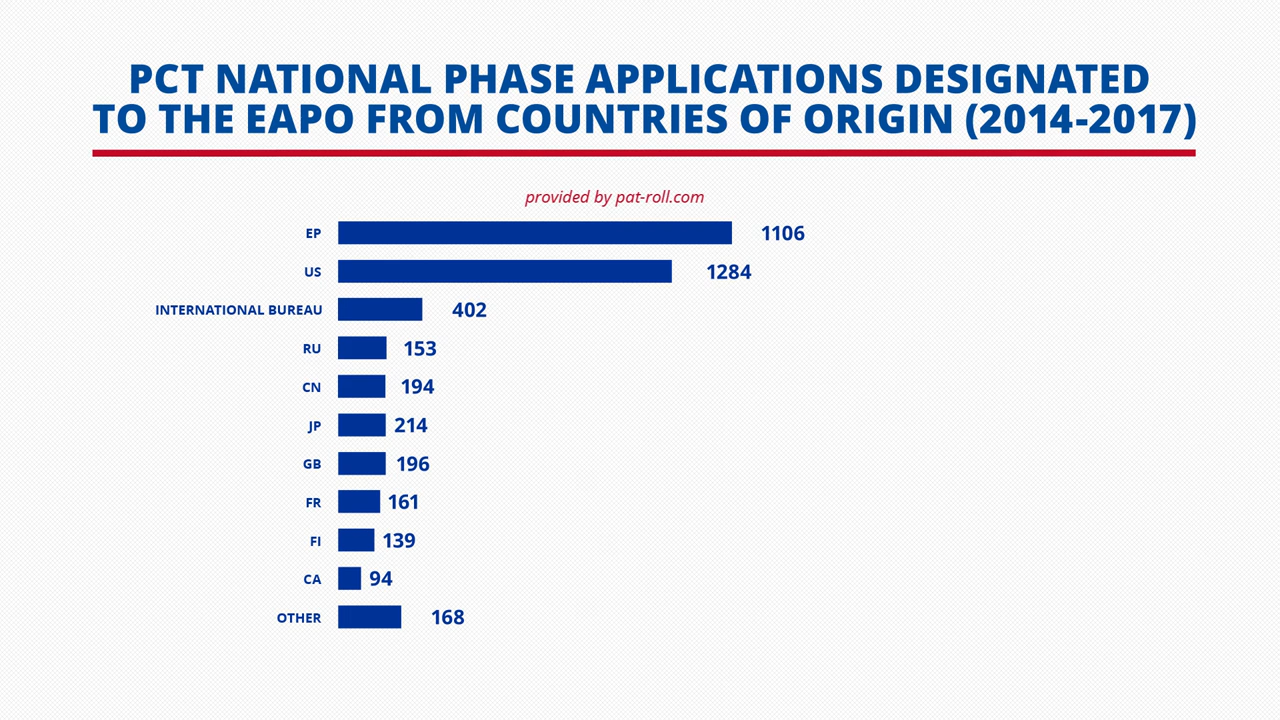 PCT NATIONAL PHASE APPLICATIONS DESIGNATED
TO THE EAPO FROM COUNTRIES OF ORIGIN (2014-2017)
provided by pat-roll.com
EP 1106
US 1284
INTERNATIONAL BUREAU 402
RU 153
CN 194
JP 214
GB 196
FR 161
FI 139
CA 94
OTHER 168